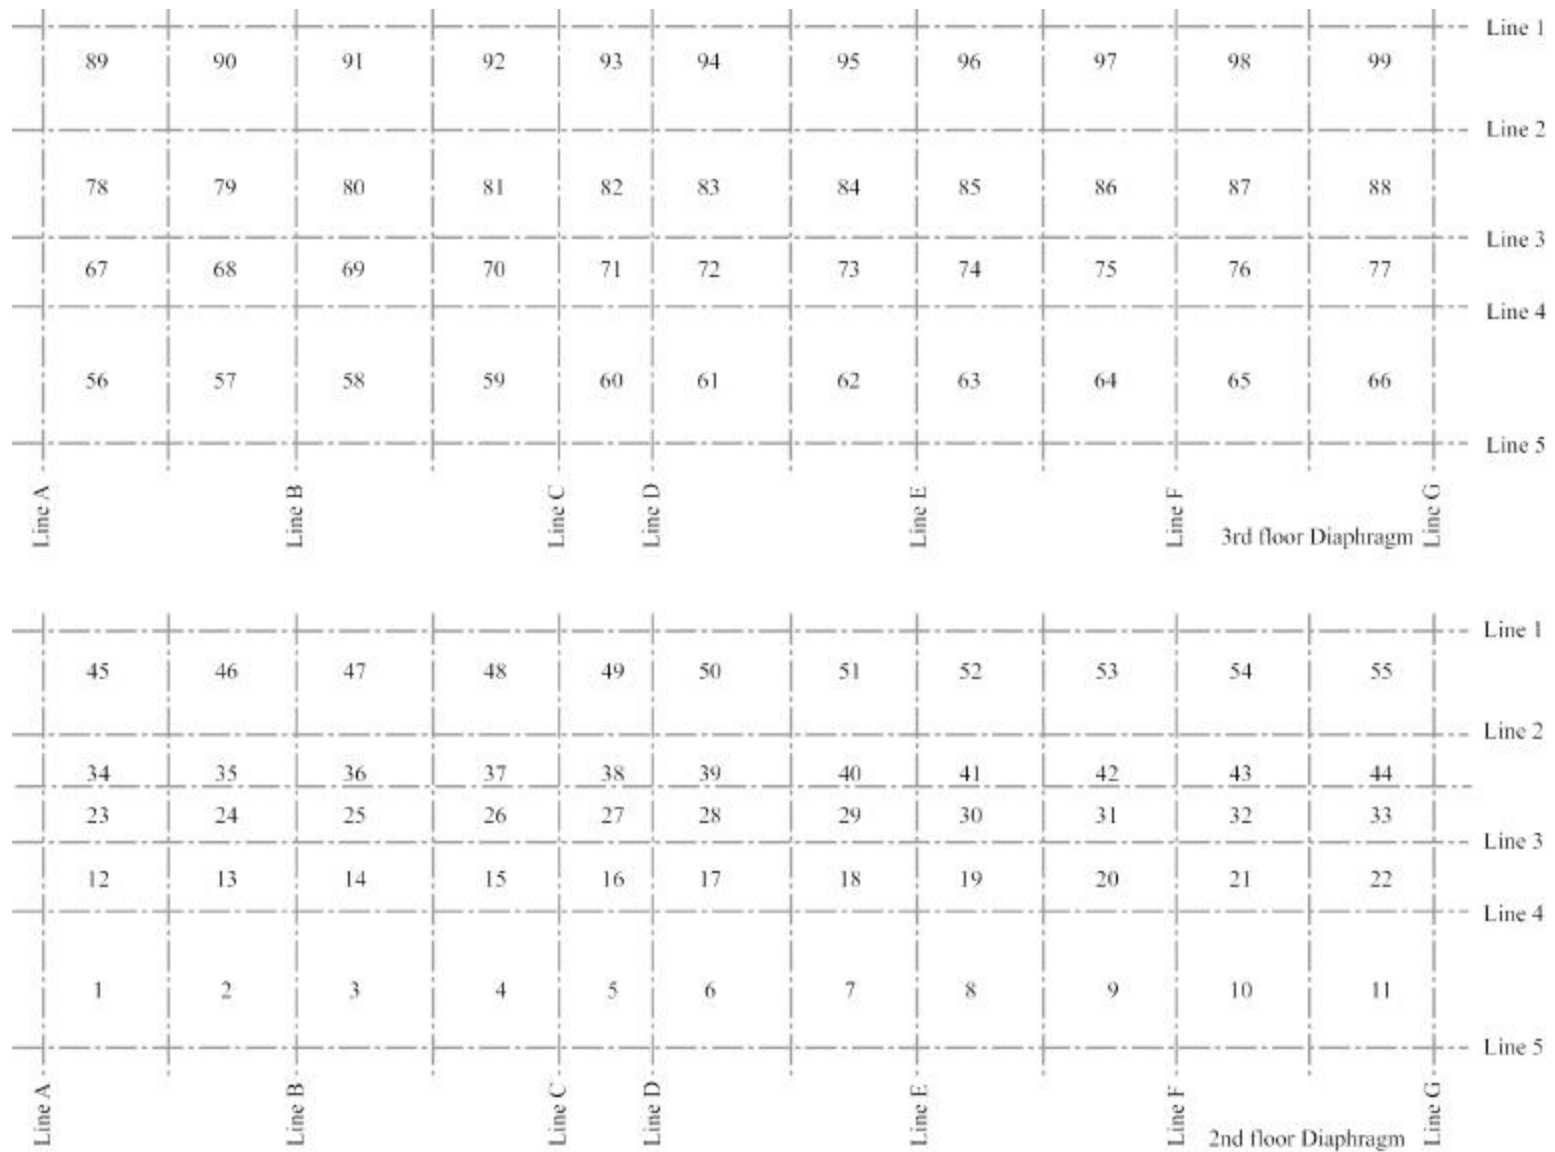 Line 1
89 90 91 92 93 94 95 96 97 98 99
Line 2
78 79 80 81 82 83 84 85 86 87 88
Line 3
67 68 69 70 71 72 73 74 75 76 77
Line 4
56 57 58 59 60 61 62 63 64 65 66
Line 5
Line A Line B Line C Line D Line E Line F Line G
3rd floor Diaphragm
Line 1
45 46 47 48 49 50 51 52 53 54 55
Line 2
34 35 36 37 38 39 40 41 42 43 44
23 24 25 26 27 28 29 30 31 32 33
Line 3
12 13 14 15 16 17 18 19 20 21 22
Line 4
1 2 3 4 5 6 7 8 9 10 11
Line 5
Line A Line B Line C Line D Line E Line F Line G
2nd floor Diaphragm